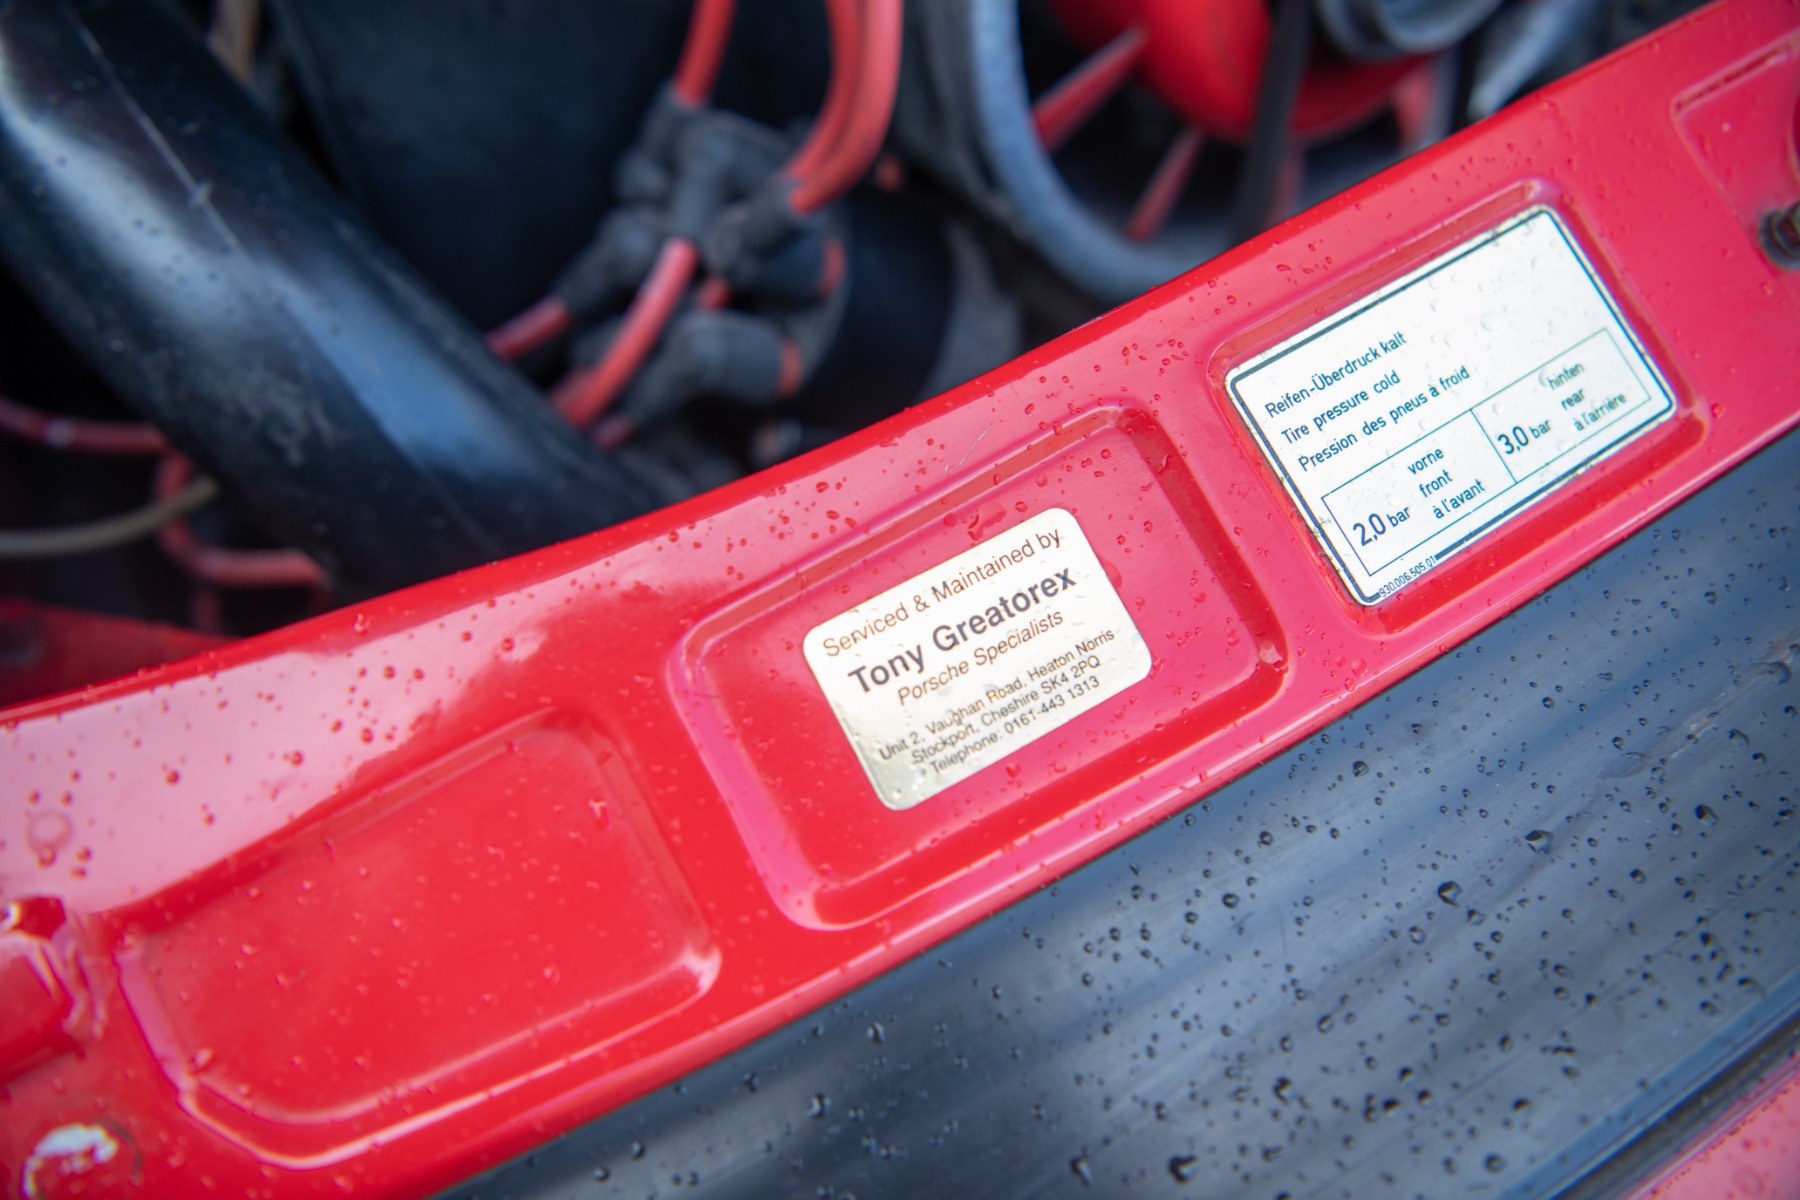 Serviced & Maintained by
Tony Greatorex
Porsche Specialists
Unit 2, Vaughan Road, Heaton Norris
Stockport, Cheshire SK4 2PQ
Telephone: 0161-443 1313
Reifen-Überdruck kalt
Tire pressure cold
Pression des pneus à froid
2,0 bar
vorne
front
à l'avant
3,0 bar
hinten
rear
à l'arrière
930.006.505.01